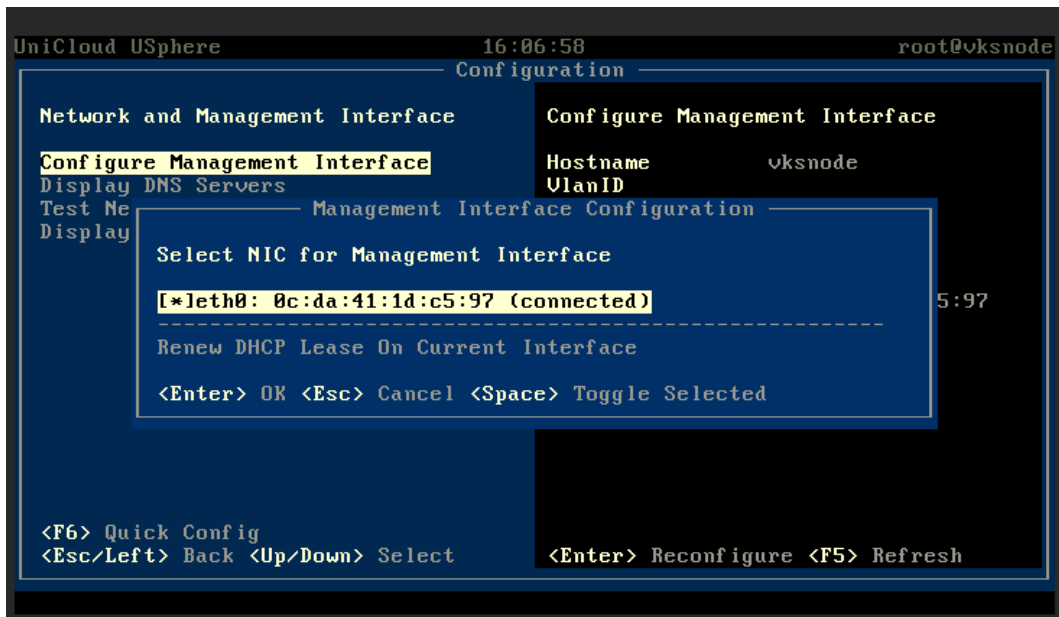 UniCloud USphere 16:06:58 root@vksnode
Configuration
Network and Management Interface Configure Management Interface
Configure Management Interface Hostname vksnode
Display DNS Servers VlanID
Test Ne Management Interface Configuration
Display
Select NIC for Management Interface
[*]eth0: 0c:da:41:1d:c5:97 (connected) 5:97
--------------------------------------------------------
Renew DHCP Lease On Current Interface
<Enter> OK <Esc> Cancel <Space> Toggle Selected
<F6> Quick Config
<Esc/Left> Back <Up/Down> Select <Enter> Reconfigure <F5> Refresh